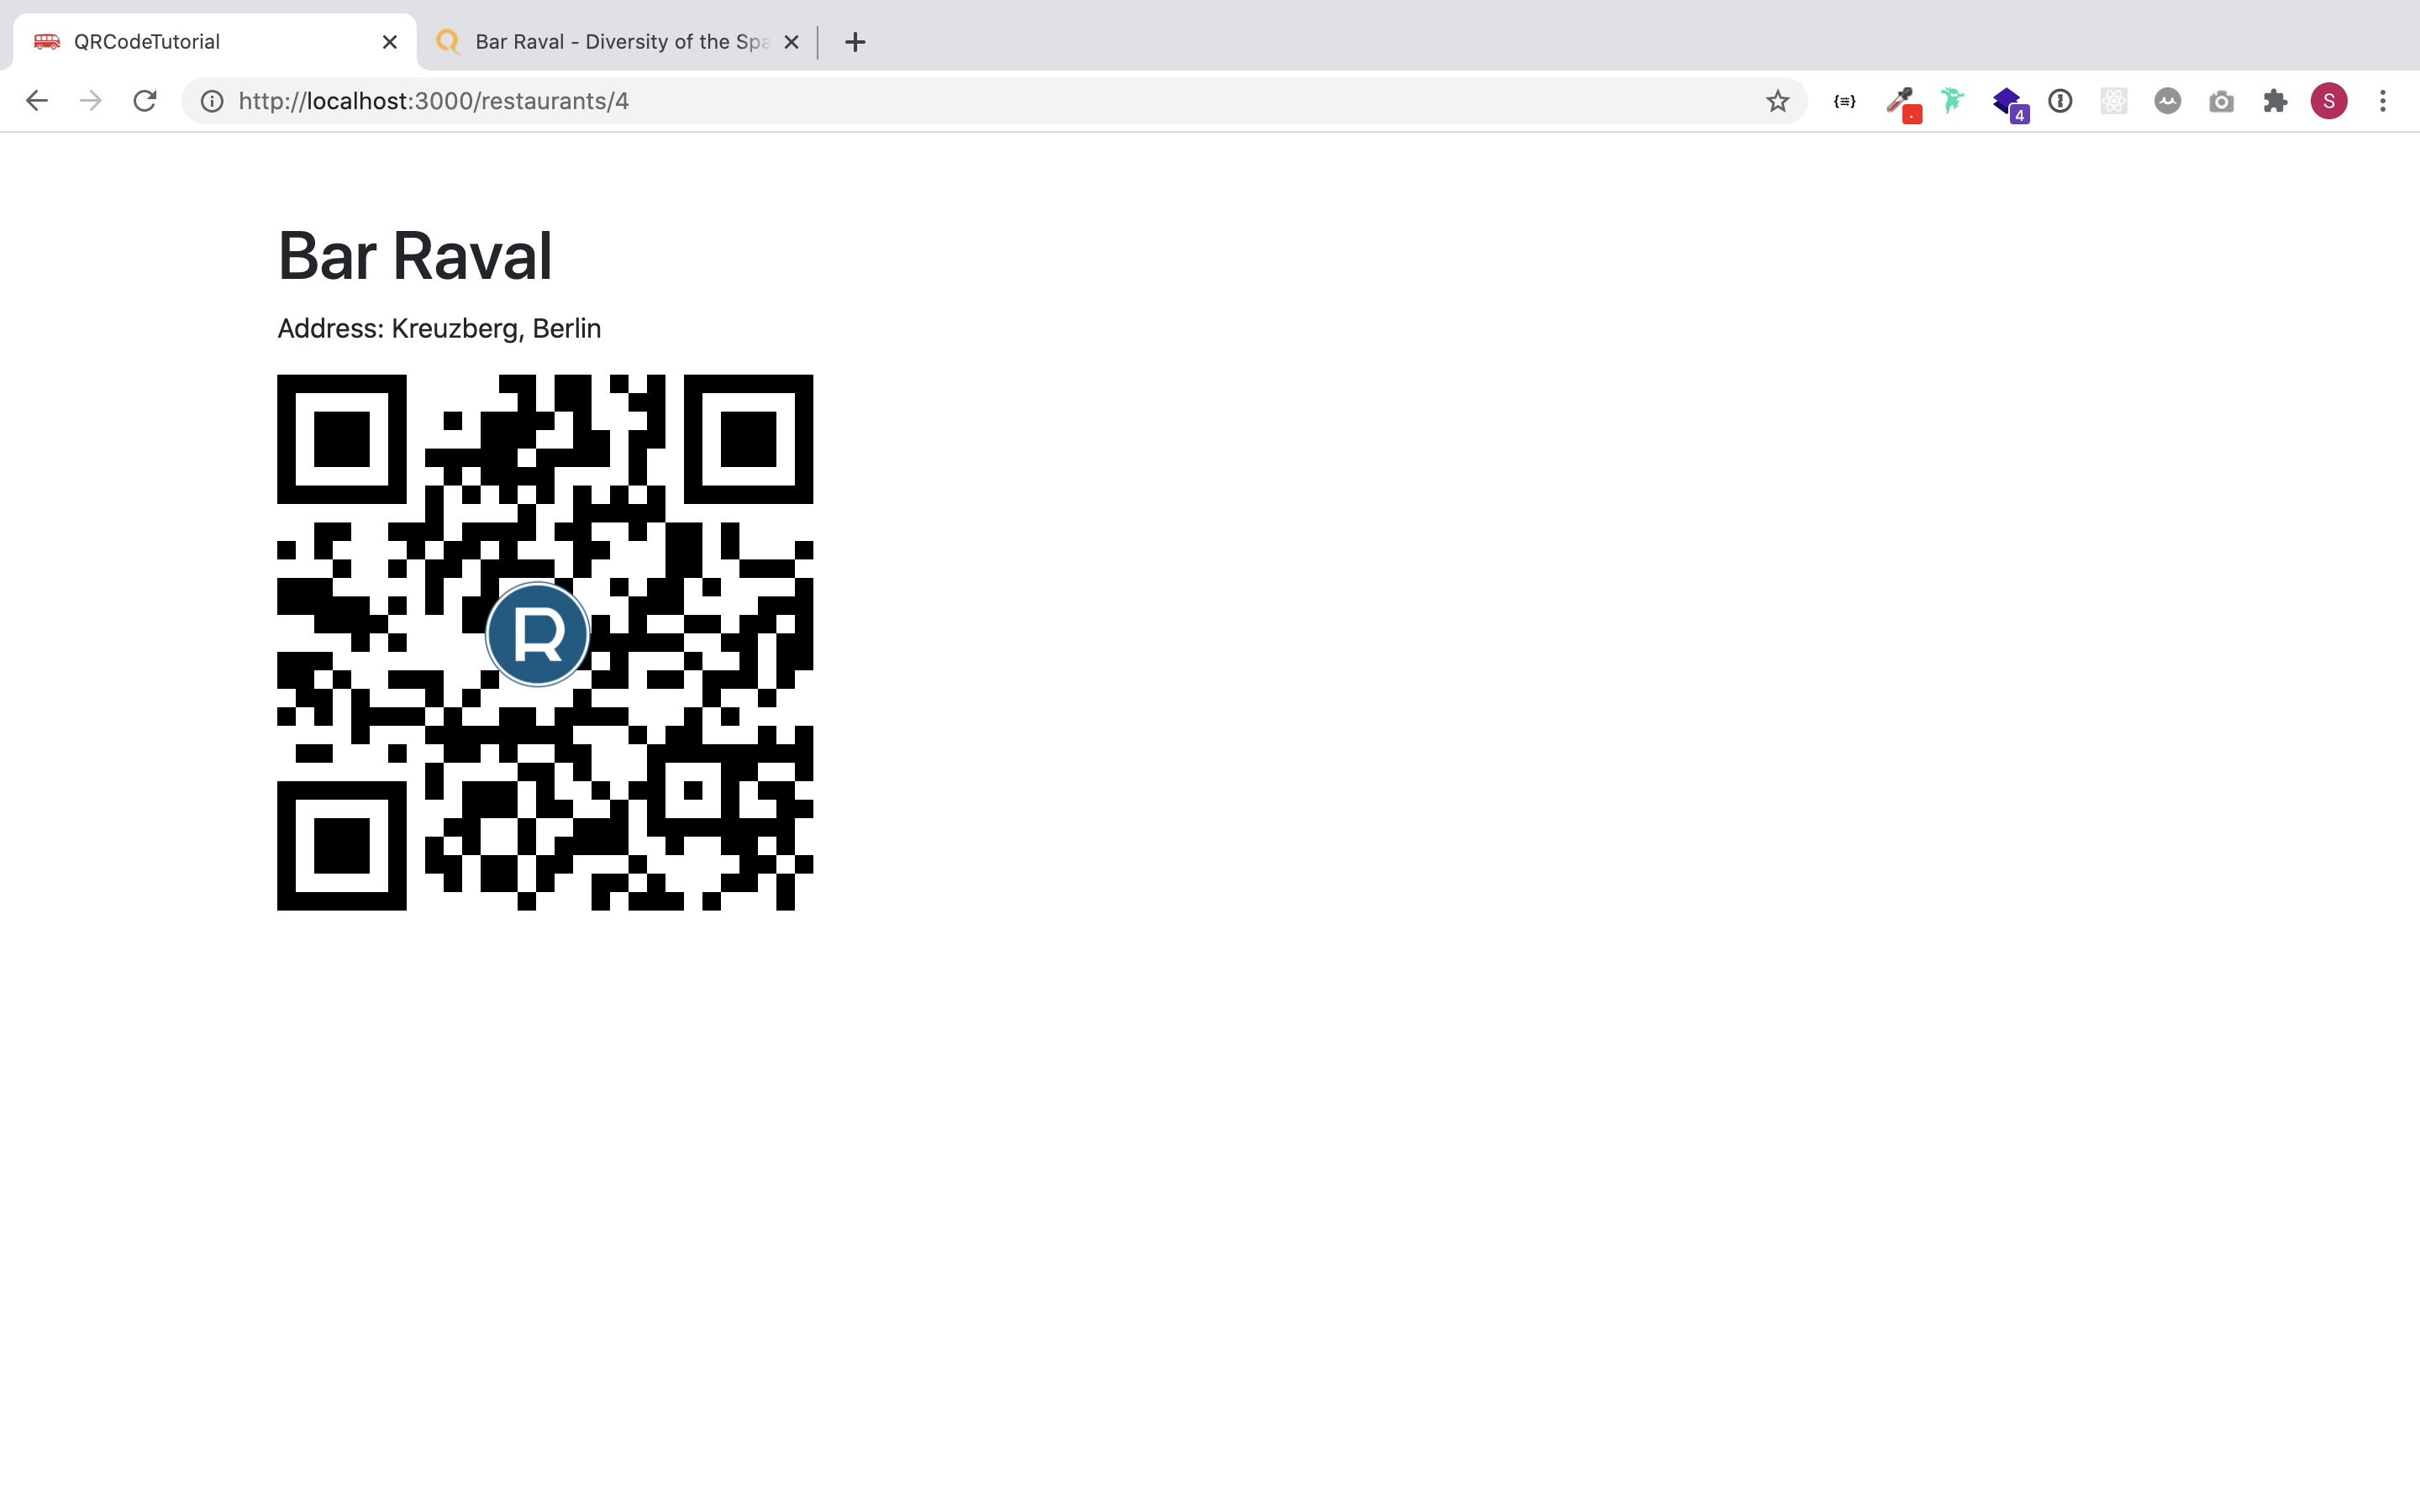 QRCodeTutorial
Bar Raval - Diversity of the Spa
http://localhost:3000/restaurants/4
4
S
Bar Raval
Address: Kreuzberg, Berlin
R